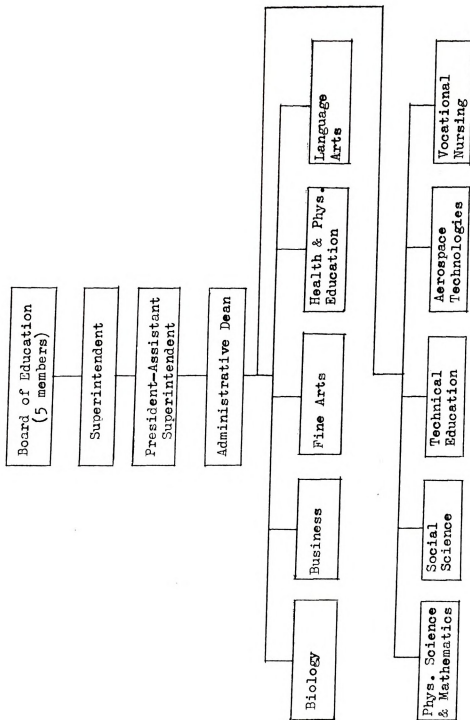 Board of Education
(5 members)
Superintendent
President-Assistant
Superintendent
Administrative Dean
Biology
Business
Fine Arts
Health & Phys.
Education
Language
Arts
Phys. Science
& Mathematics
Social
Science
Technical
Education
Aerospace
Technologies
Vocational
Nursing